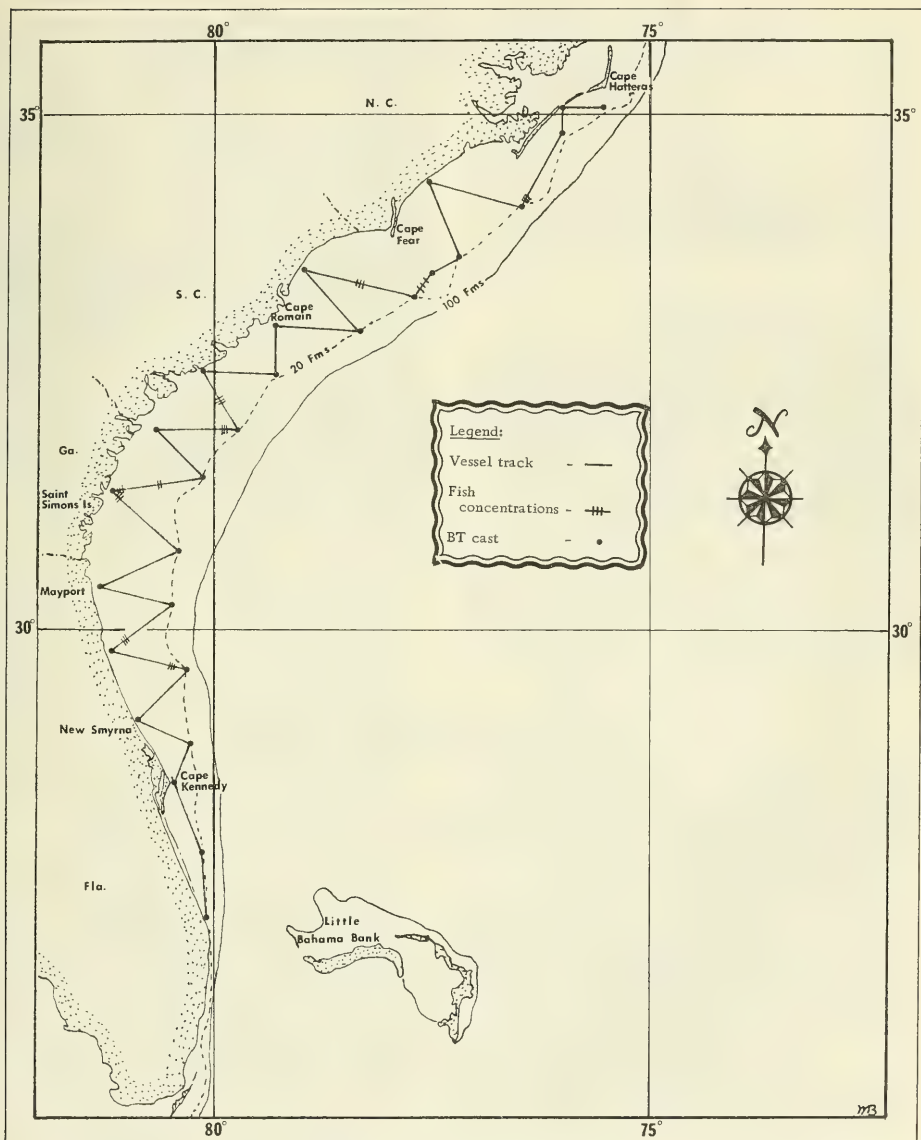 80° 75°
Cape
Hatteras
N. C.
35° 35°
Cape
Fear
S. C.
Cape
Romain
100 Fms
20 Fms
Legend:
Vessel track - —
Fish
concentrations -
BT cast - •
N
Ga.
Saint
Simons Is.
Mayport
30° 30°
New Smyrna
Cape
Kennedy
Fla.
Little
Bahama Bank
80° 75°
MB